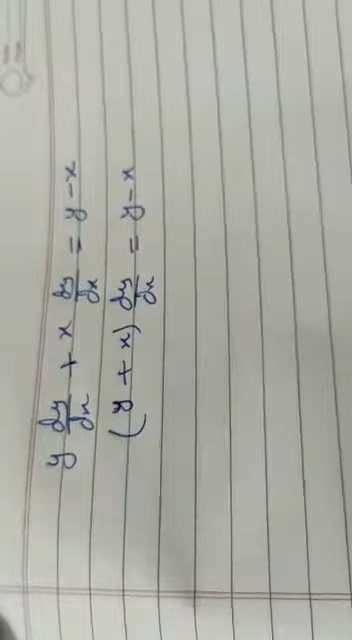 y dy/dx + x dy/dx = y - x
(y + x) dy/dx = y - x